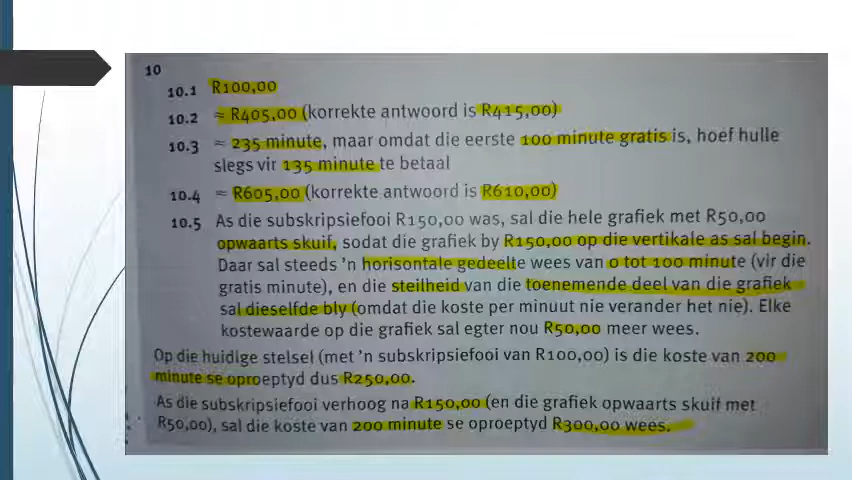 10
10.1 R100,00
10.2 ≈ R405,00 (korrekte antwoord is R415,00)
10.3 ≈ 235 minute, maar omdat die eerste 100 minute gratis is, hoef hulle
slegs vir 135 minute te betaal
10.4 ≈ R605,00 (korrekte antwoord is R610,00)
10.5 As die subskripsiefooi R150,00 was, sal die hele grafiek met R50,00
opwaarts skuif, sodat die grafiek by R150,00 op die vertikale as sal begin.
Daar sal steeds 'n horisontale gedeelte wees van 0 tot 100 minute (vir die
gratis minute), en die steilheid van die toenemende deel van die grafiek
sal dieselfde bly (omdat die koste per minuut nie verander het nie). Elke
kostewaarde op die grafiek sal egter nou R50,00 meer wees.
Op die huidige stelsel (met 'n subskripsiefooi van R100,00) is die koste van 200
minute se oproeptyd dus R250,00.
As die subskripsiefooi verhoog na R150,00 (en die grafiek opwaarts skuif met
R50,00), sal die koste van 200 minute se oproeptyd R300,00 wees.